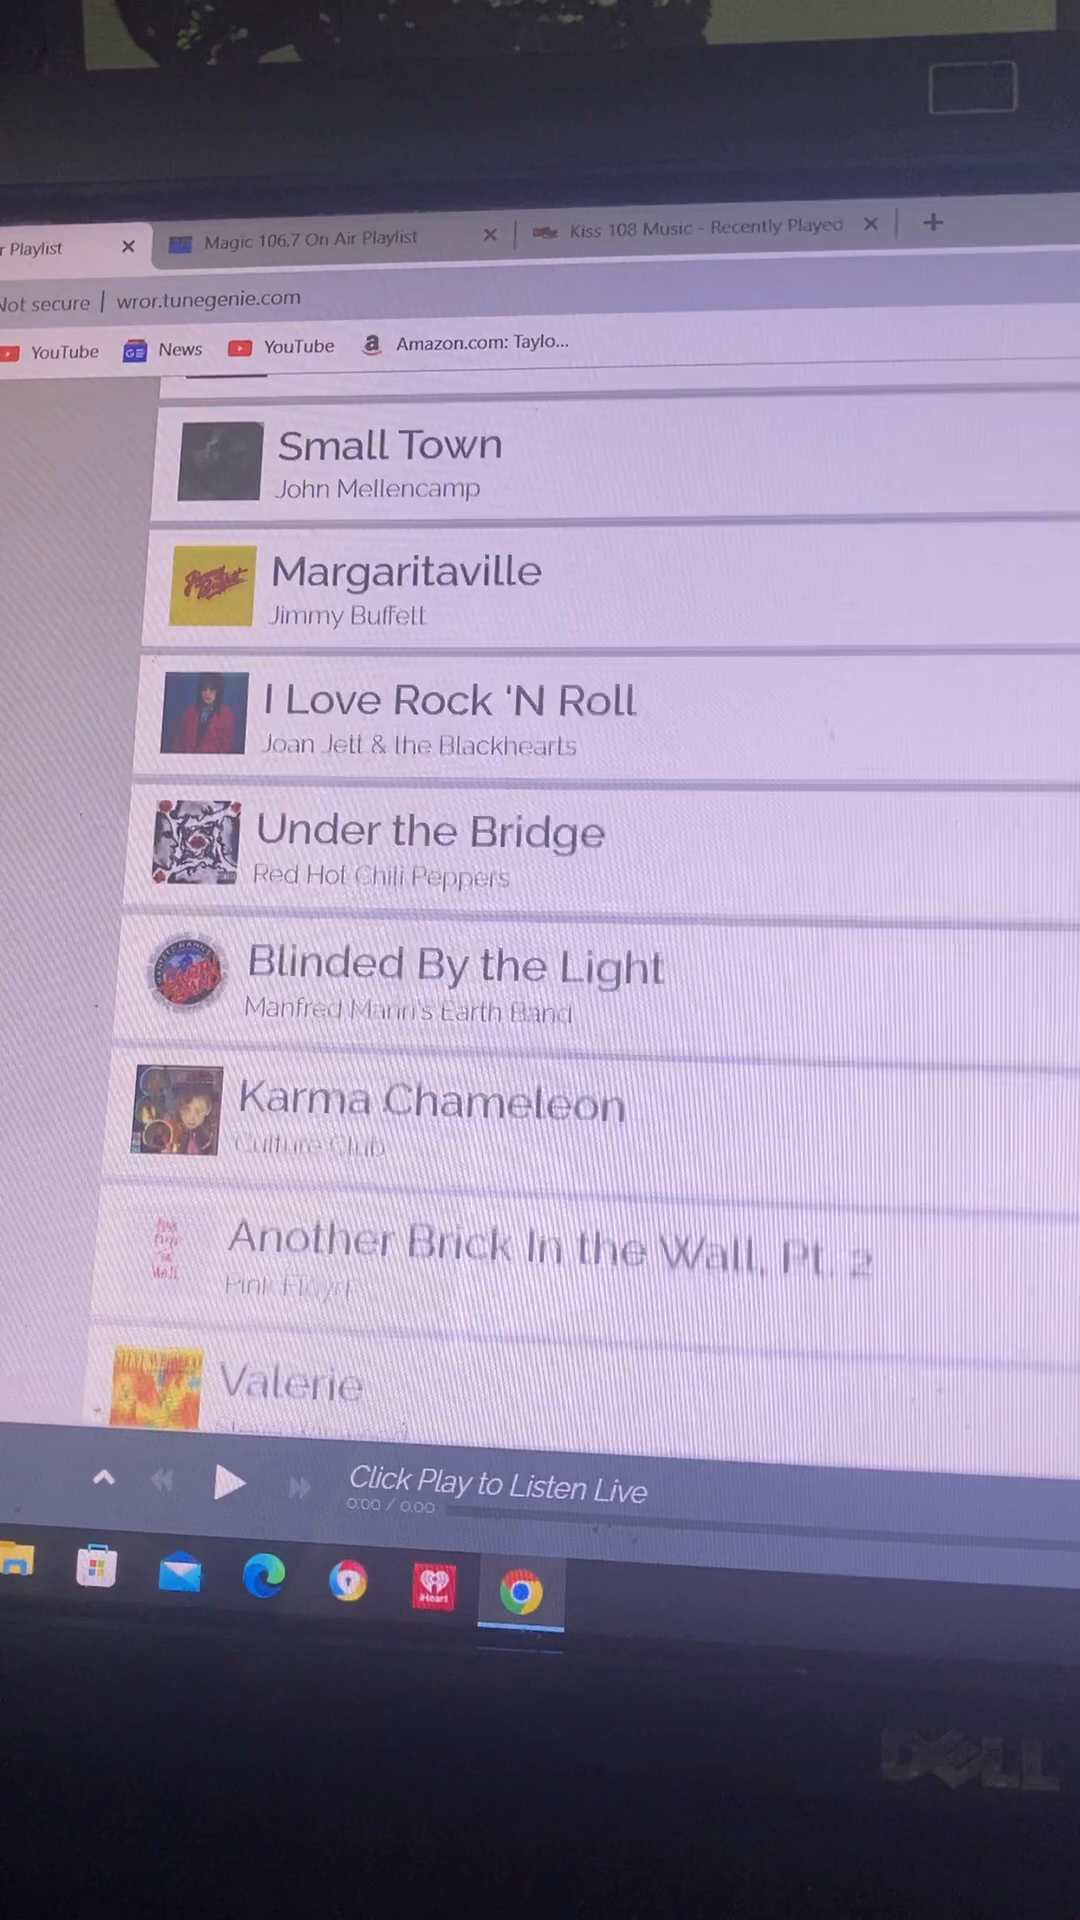 r Playlist
Magic 106.7 On Air Playlist
Kiss 108 Music - Recently Played
Not secure | wror.tunegenie.com
YouTube
News
YouTube
Amazon.com: Taylo...
Small Town
John Mellencamp
Margaritaville
Jimmy Buffett
I Love Rock 'N Roll
Joan Jett & the Blackhearts
Under the Bridge
Red Hot Chili Peppers
Blinded By the Light
Manfred Mann's Earth Band
Karma Chameleon
Culture Club
Another Brick In the Wall, Pt. 2
Pink Floyd
Valerie
Click Play to Listen Live
0:00 / 0:00
iHeart
DELL